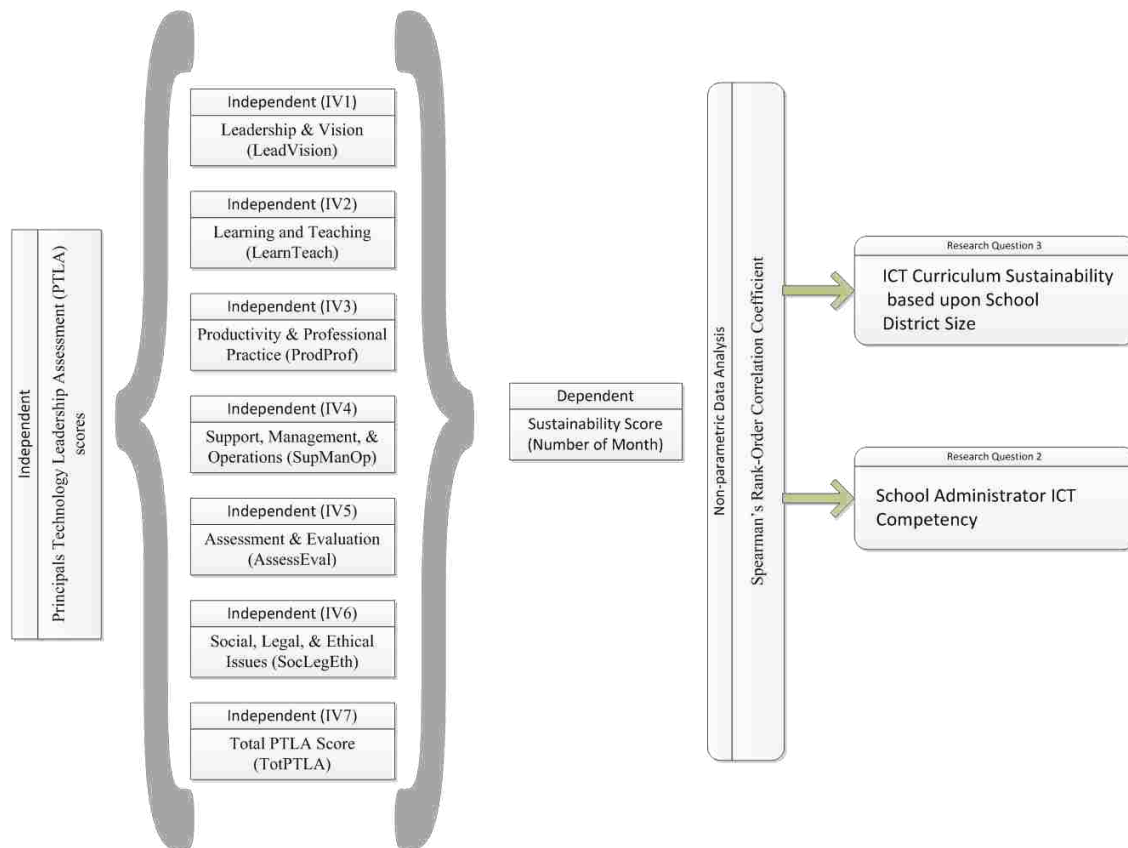 Independent
Principals Technology Leadership Assessment (PTLA)
scores
Independent (IV1)
Leadership & Vision
(LeadVision)
Independent (IV2)
Learning and Teaching
(LearnTeach)
Independent (IV3)
Productivity & Professional
Practice (ProdProf)
Independent (IV4)
Support, Management, &
Operations (SupManOp)
Independent (IV5)
Assessment & Evaluation
(AssessEval)
Independent (IV6)
Social, Legal, & Ethical
Issues (SocLegEth)
Independent (IV7)
Total PTLA Score
(TotPTLA)
Dependent
Sustainability Score
(Number of Month)
Non-parametric Data Analysis
Spearman's Rank-Order Correlation Coefficient
Research Question 3
ICT Curriculum Sustainability
based upon School
District Size
Research Question 2
School Administrator ICT
Competency